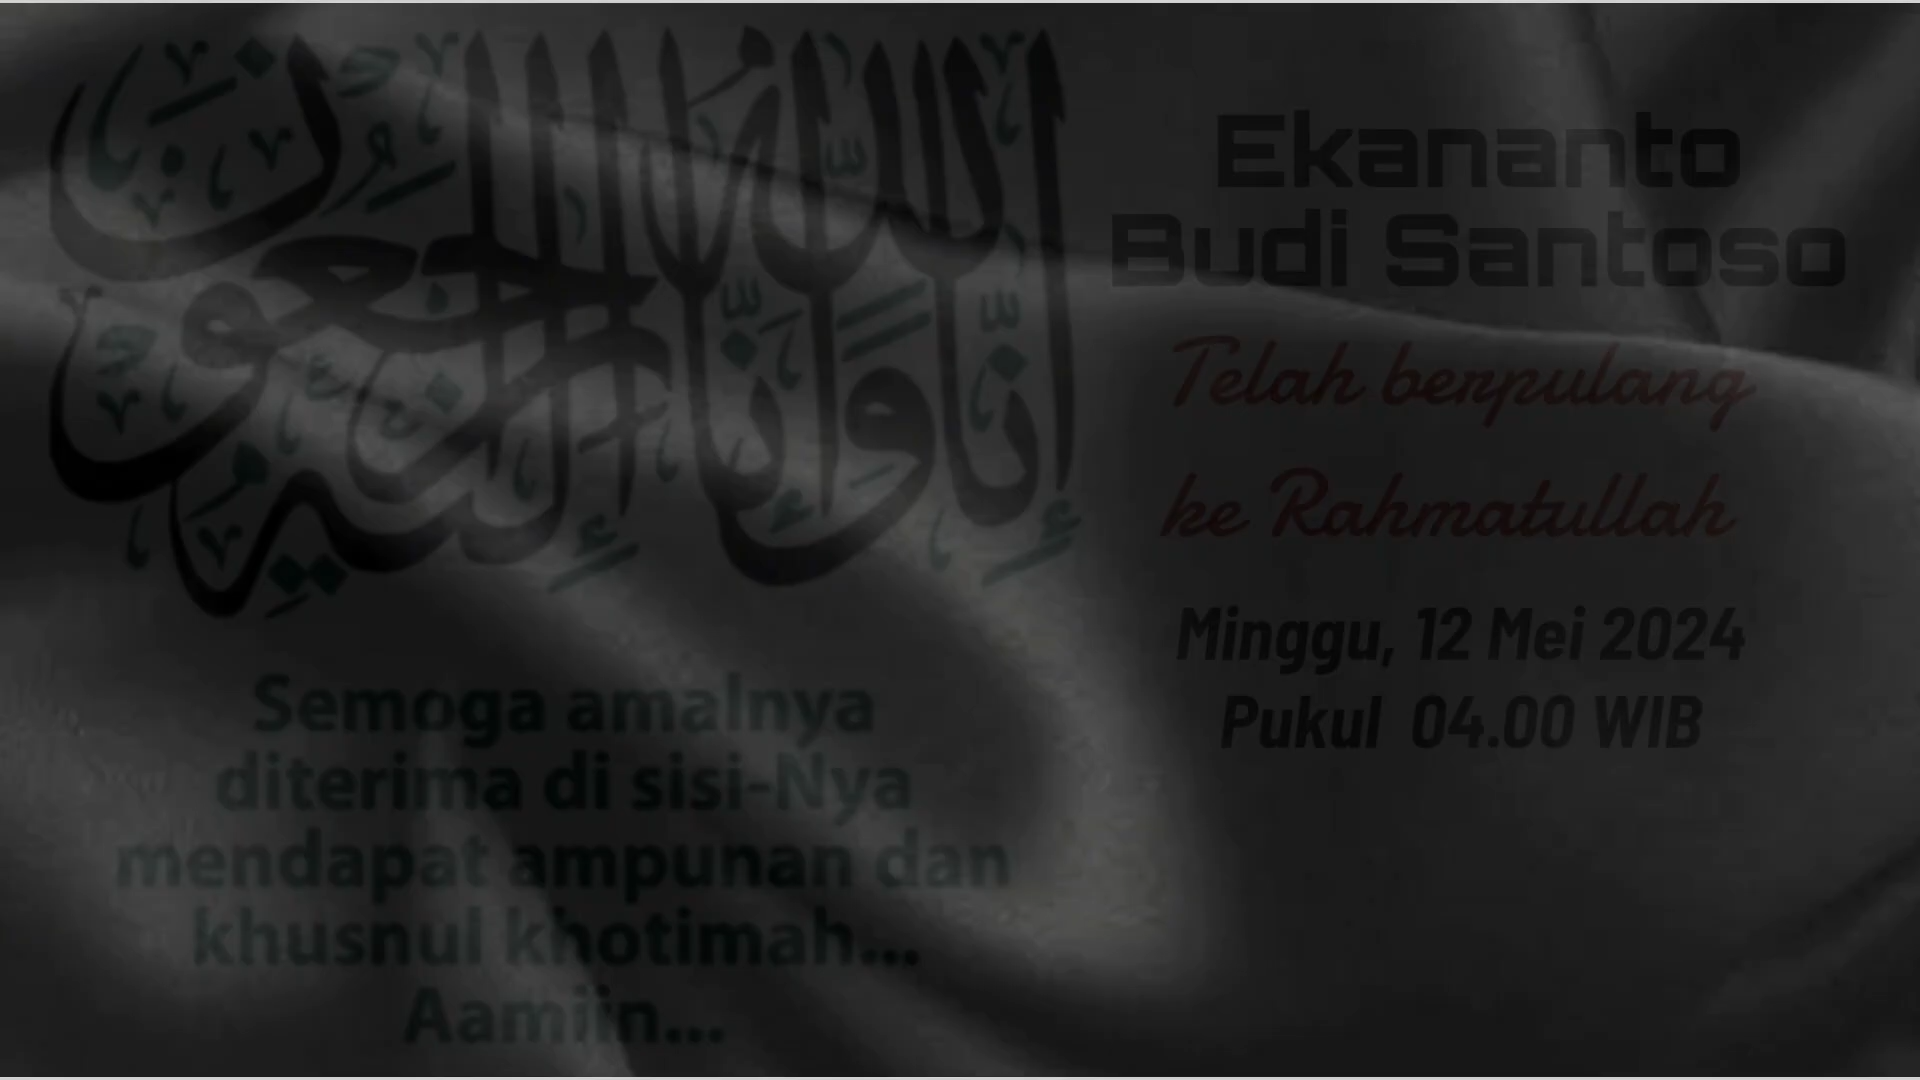 إِنَّا لِلَّٰهِ وَإِنَّا إِلَيْهِ رَاجِعُونَ
Semoga amalnya
diterima di sisi-Nya
mendapat ampunan dan
khusnul khotimah...
Aamiin...
Ekananto
Budi Santoso
Telah berpulang
ke Rahmatullah
Minggu, 12 Mei 2024
Pukul 04.00 WIB